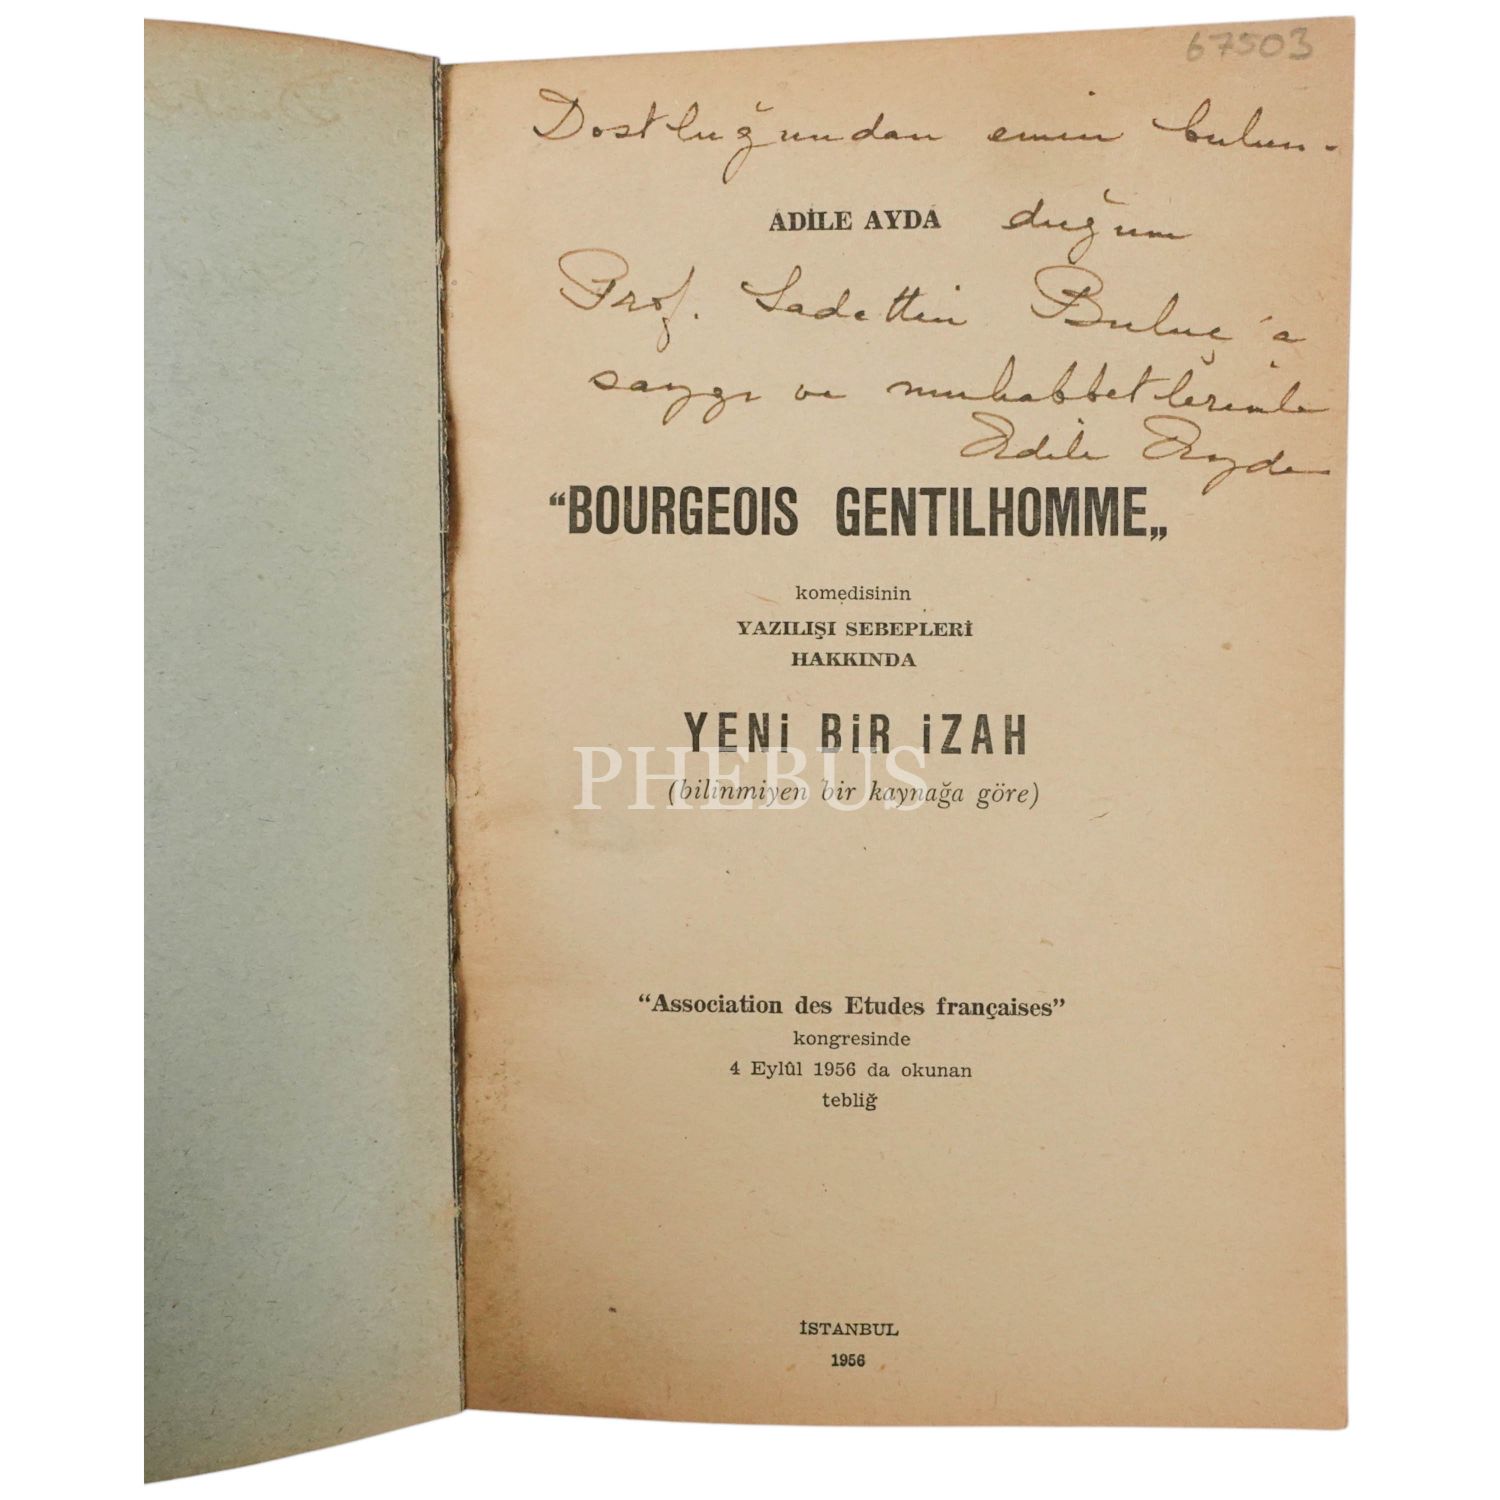 67503
Dostluğundan emin bulun-
ADİLE AYDA duğum
Prof. Sadettin Buluç'a
saygı ve muhabbetlerimle
Adile Ayda
"BOURGEOIS GENTILHOMME„
komedisinin
YAZILIŞI SEBEPLERİ
HAKKINDA
YENİ BİR İZAH
PHEBUS
(bilinmiyen bir kaynağa göre)
"Association des Etudes françaises"
kongresinde
4 Eylûl 1956 da okunan
tebliğ
İSTANBUL
1956